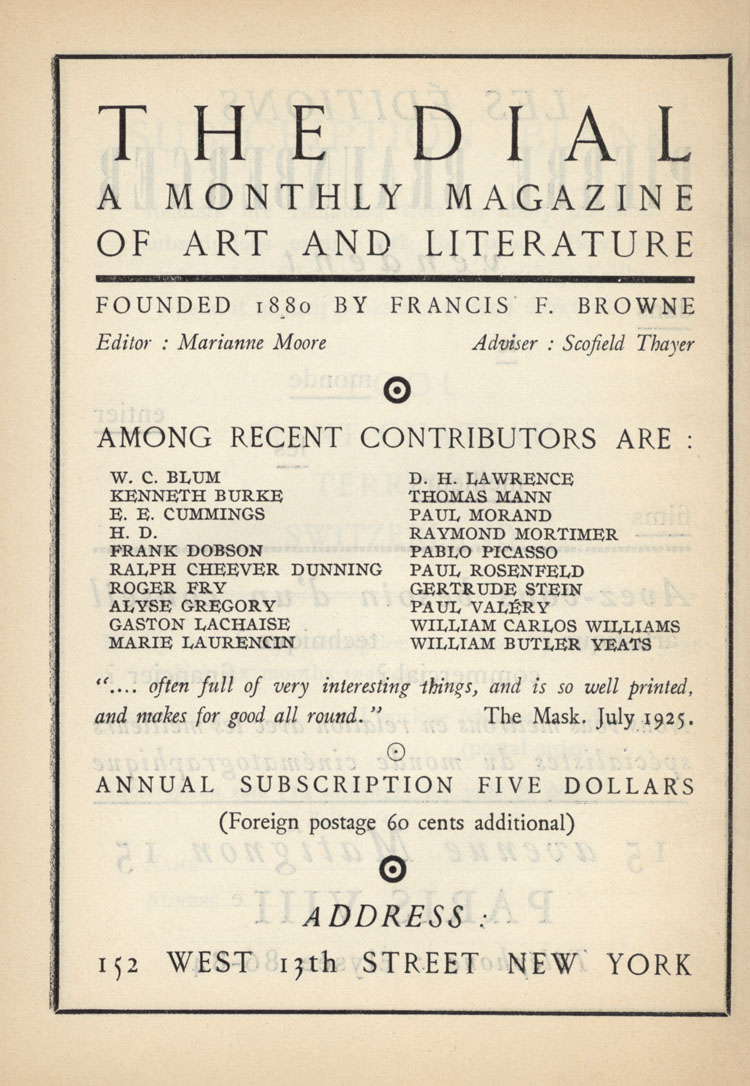 THE DIAL
A MONTHLY MAGAZINE
OF ART AND LITERATURE
FOUNDED 1880 BY FRANCIS F. BROWNE
Editor : Marianne Moore Adviser : Scofield Thayer
AMONG RECENT CONTRIBUTORS ARE :
W. C. BLUM
KENNETH BURKE
E. E. CUMMINGS
H. D.
FRANK DOBSON
RALPH CHEEVER DUNNING
ROGER FRY
ALYSE GREGORY
GASTON LACHAISE
MARIE LAURENCIN
D. H. LAWRENCE
THOMAS MANN
PAUL MORAND
RAYMOND MORTIMER
PABLO PICASSO
PAUL ROSENFELD
GERTRUDE STEIN
PAUL VALÉRY
WILLIAM CARLOS WILLIAMS
WILLIAM BUTLER YEATS
“.... often full of very interesting things, and is so well printed,
and makes for good all round.” The Mask. July 1925.
ANNUAL SUBSCRIPTION FIVE DOLLARS
(Foreign postage 60 cents additional)
ADDRESS :
152 WEST 13th STREET NEW YORK